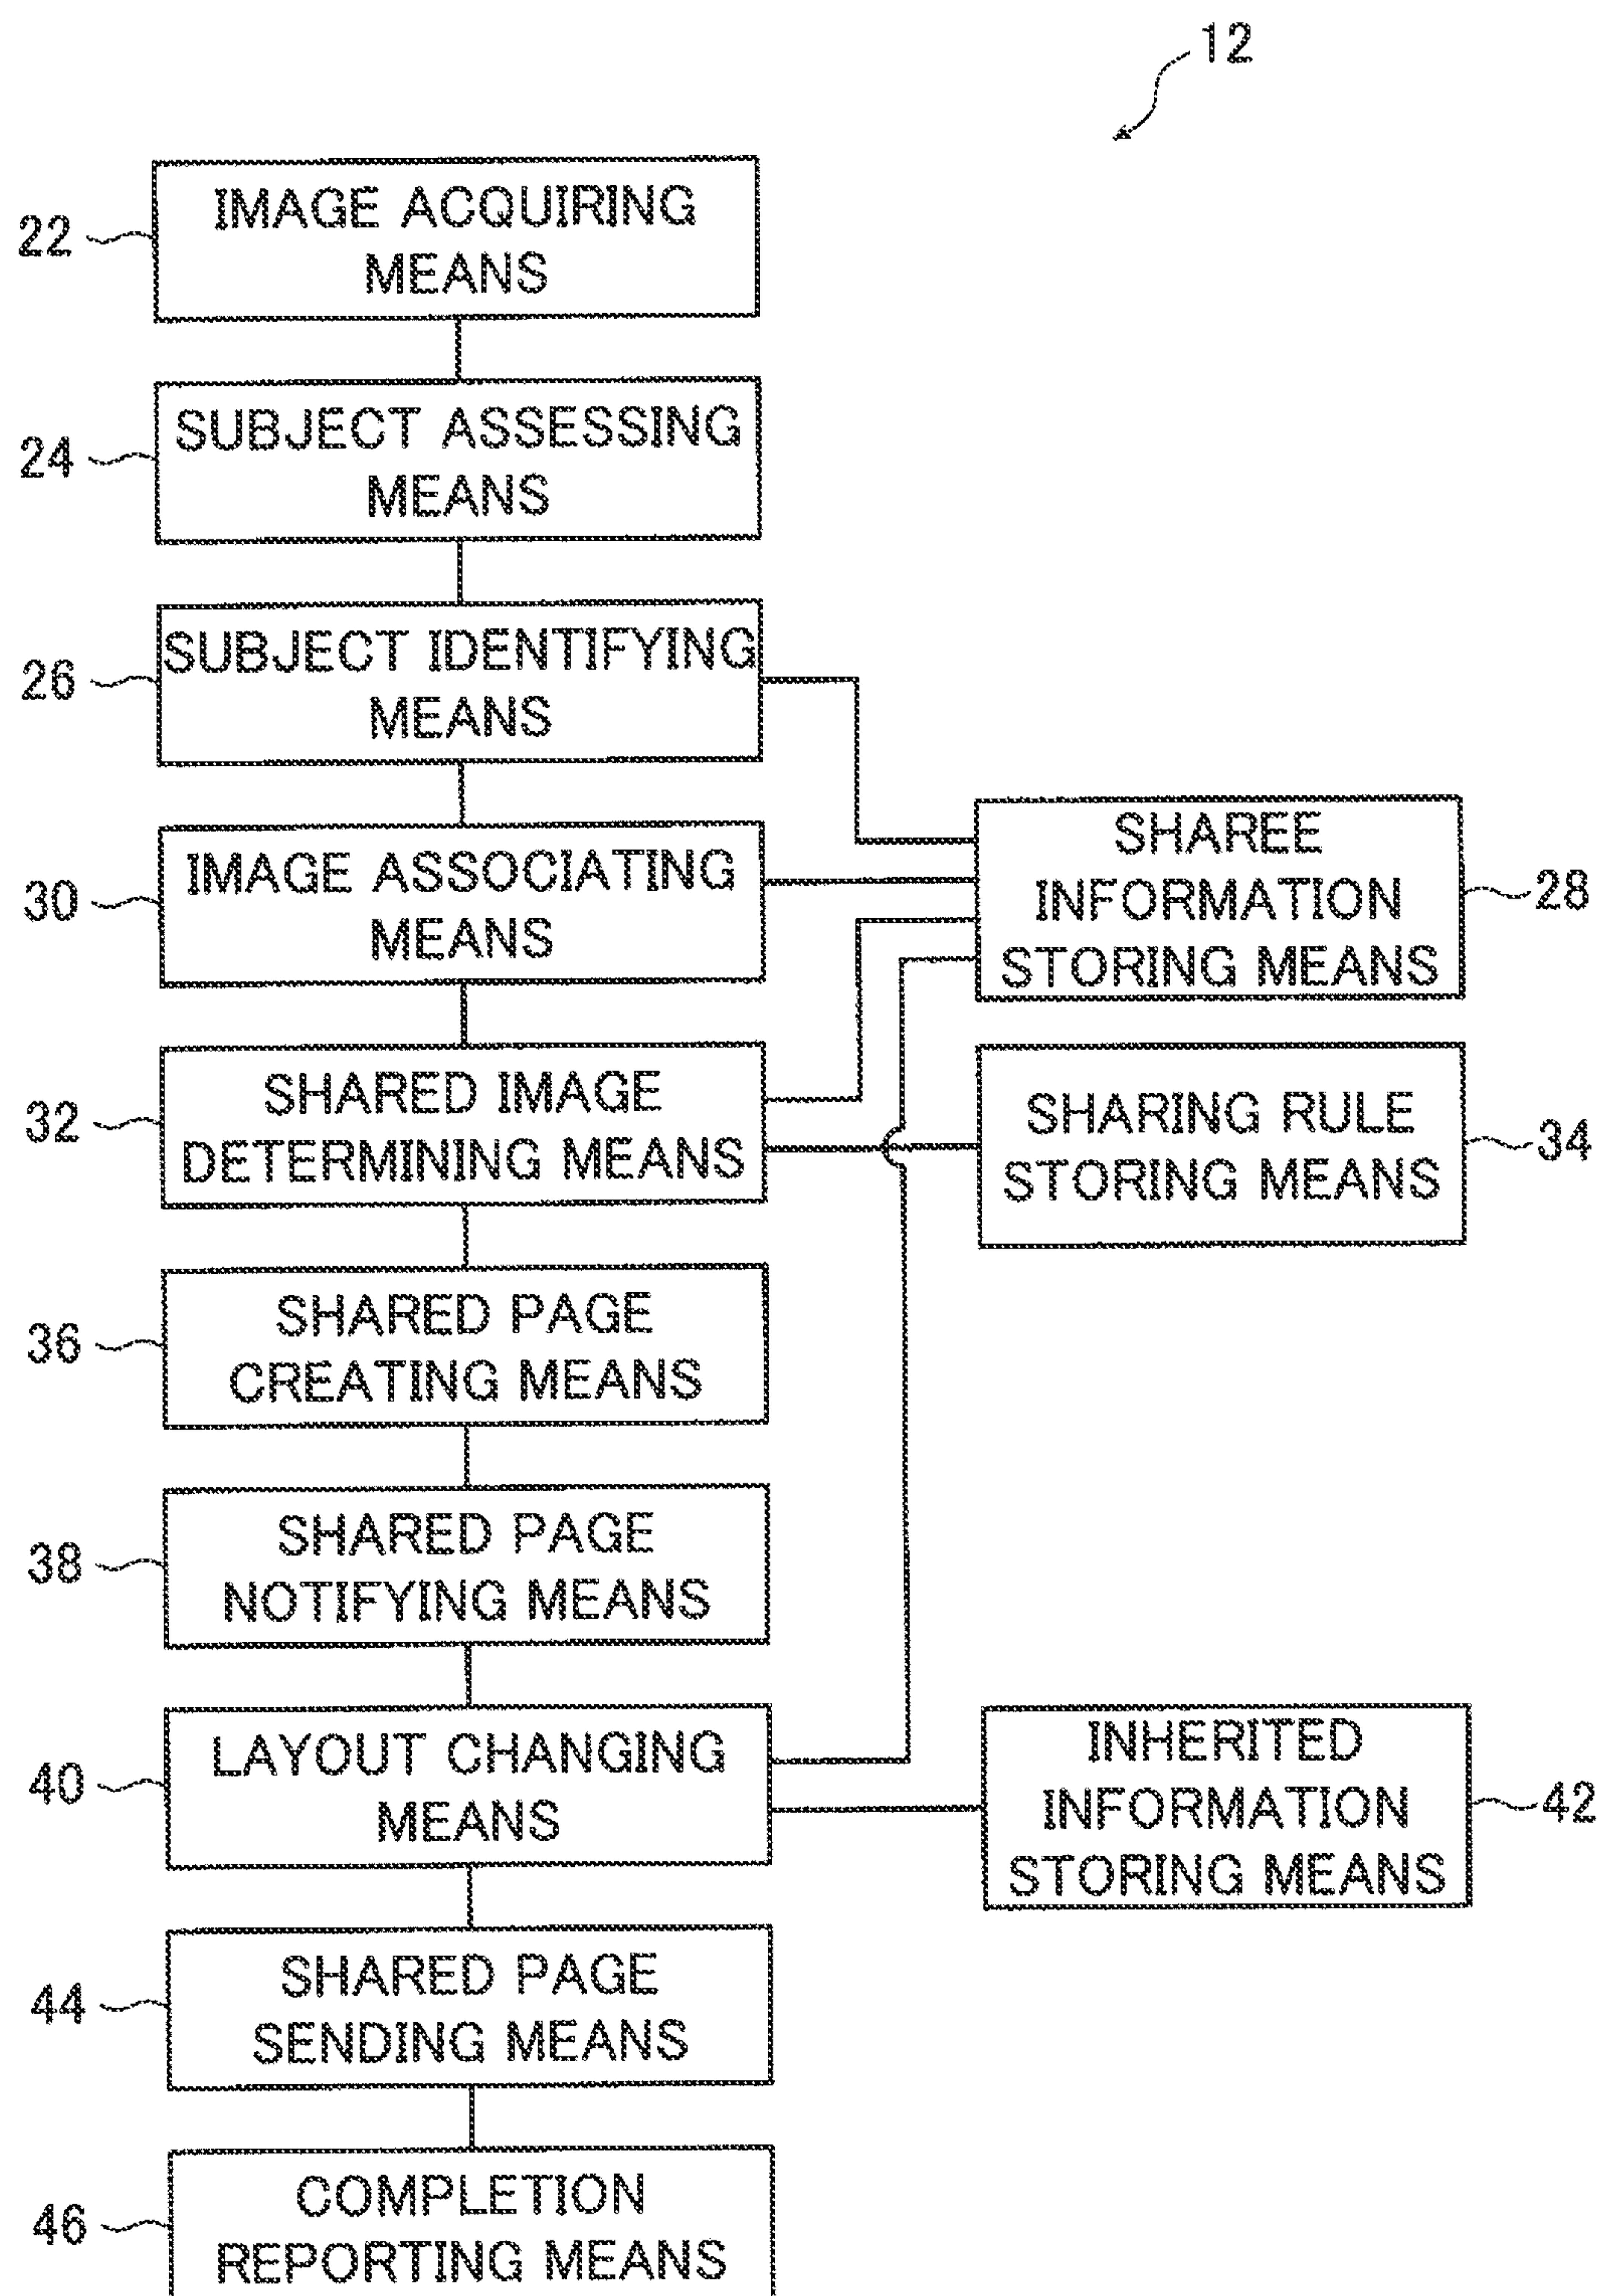 12
22
IMAGE ACQUIRING
MEANS
24
SUBJECT ASSESSING
MEANS
26
SUBJECT IDENTIFYING
MEANS
30
IMAGE ASSOCIATING
MEANS
SHAREE
INFORMATION
STORING MEANS
28
32
SHARED IMAGE
DETERMINING MEANS
SHARING RULE
STORING MEANS
34
36
SHARED PAGE
CREATING MEANS
38
SHARED PAGE
NOTIFYING MEANS
40
LAYOUT CHANGING
MEANS
INHERITED
INFORMATION
STORING MEANS
42
44
SHARED PAGE
SENDING MEANS
46
COMPLETION
REPORTING MEANS